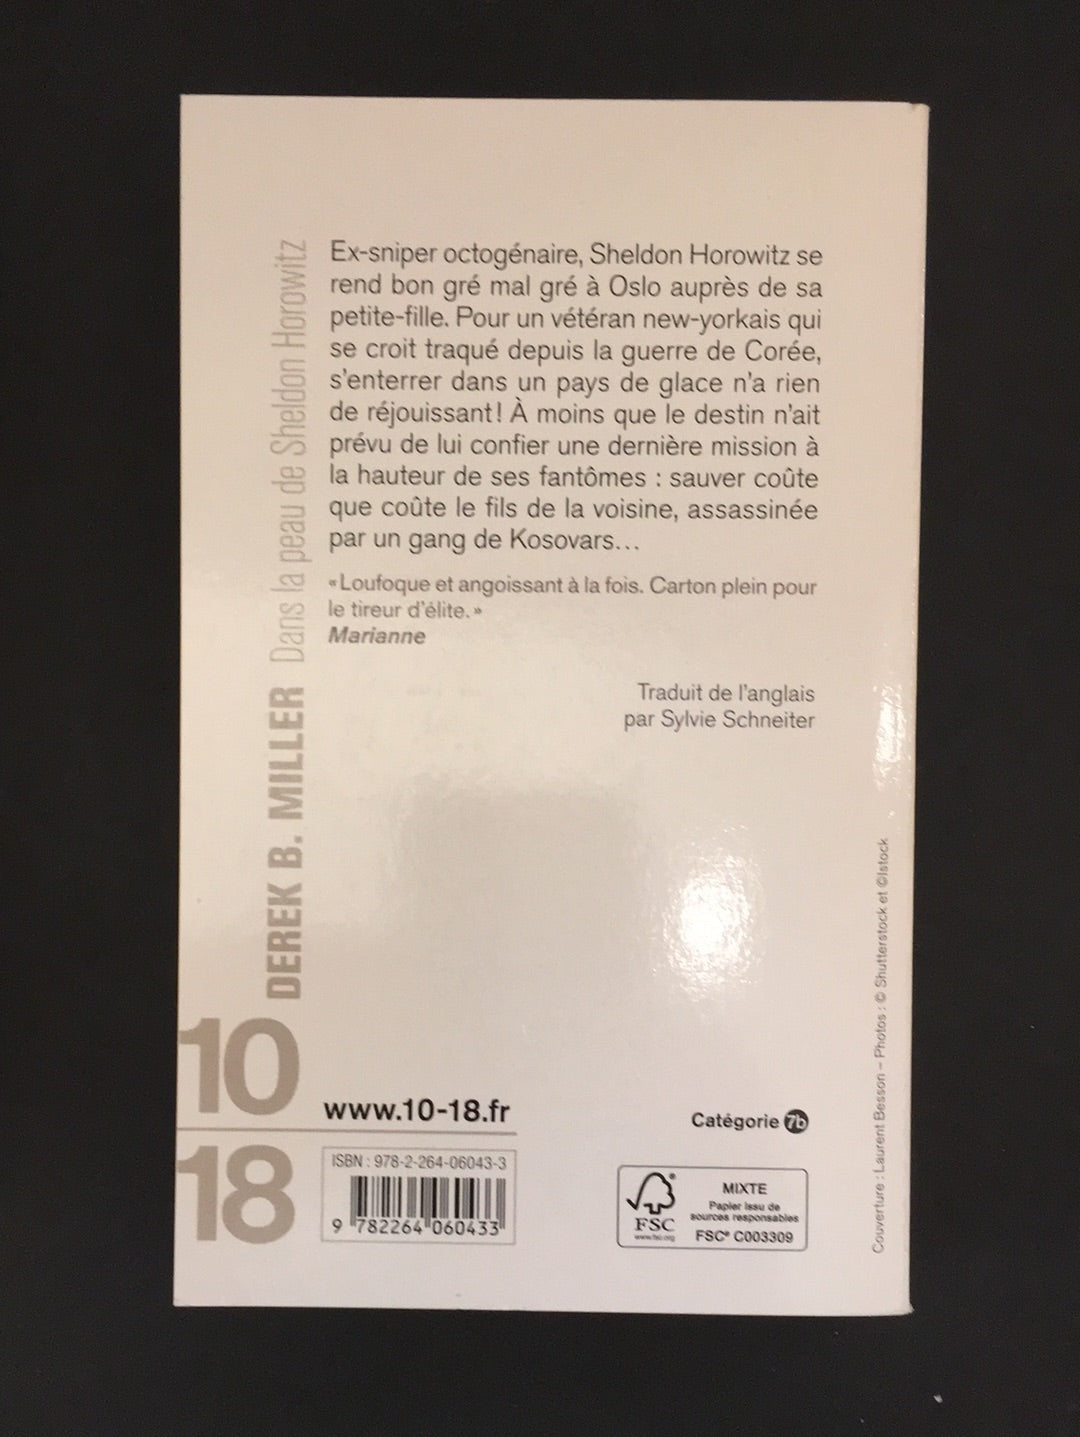 Ex-sniper octogénaire, Sheldon Horowitz se
rend bon gré mal gré à Oslo auprès de sa
petite-fille. Pour un vétéran new-yorkais qui
se croit traqué depuis la guerre de Corée,
s'enterrer dans un pays de glace n'a rien
de réjouissant ! À moins que le destin n'ait
prévu de lui confier une dernière mission à
la hauteur de ses fantômes : sauver coûte
que coûte le fils de la voisine, assassinée
par un gang de Kosovars...
« Loufoque et angoissant à la fois. Carton plein pour
le tireur d'élite. »
Marianne
Traduit de l'anglais
par Sylvie Schneiter
DEREK B. MILLER Dans la peau de Sheldon Horowitz
10
18
www.10-18.fr
ISBN : 978-2-264-06043-3
9 782264 060433
Catégorie 7b
FSC®
www.fsc.org
MIXTE
Papier issu de
sources responsables
FSC® C003309
Couverture : Laurent Besson – Photos : © Shutterstock et ©Istock